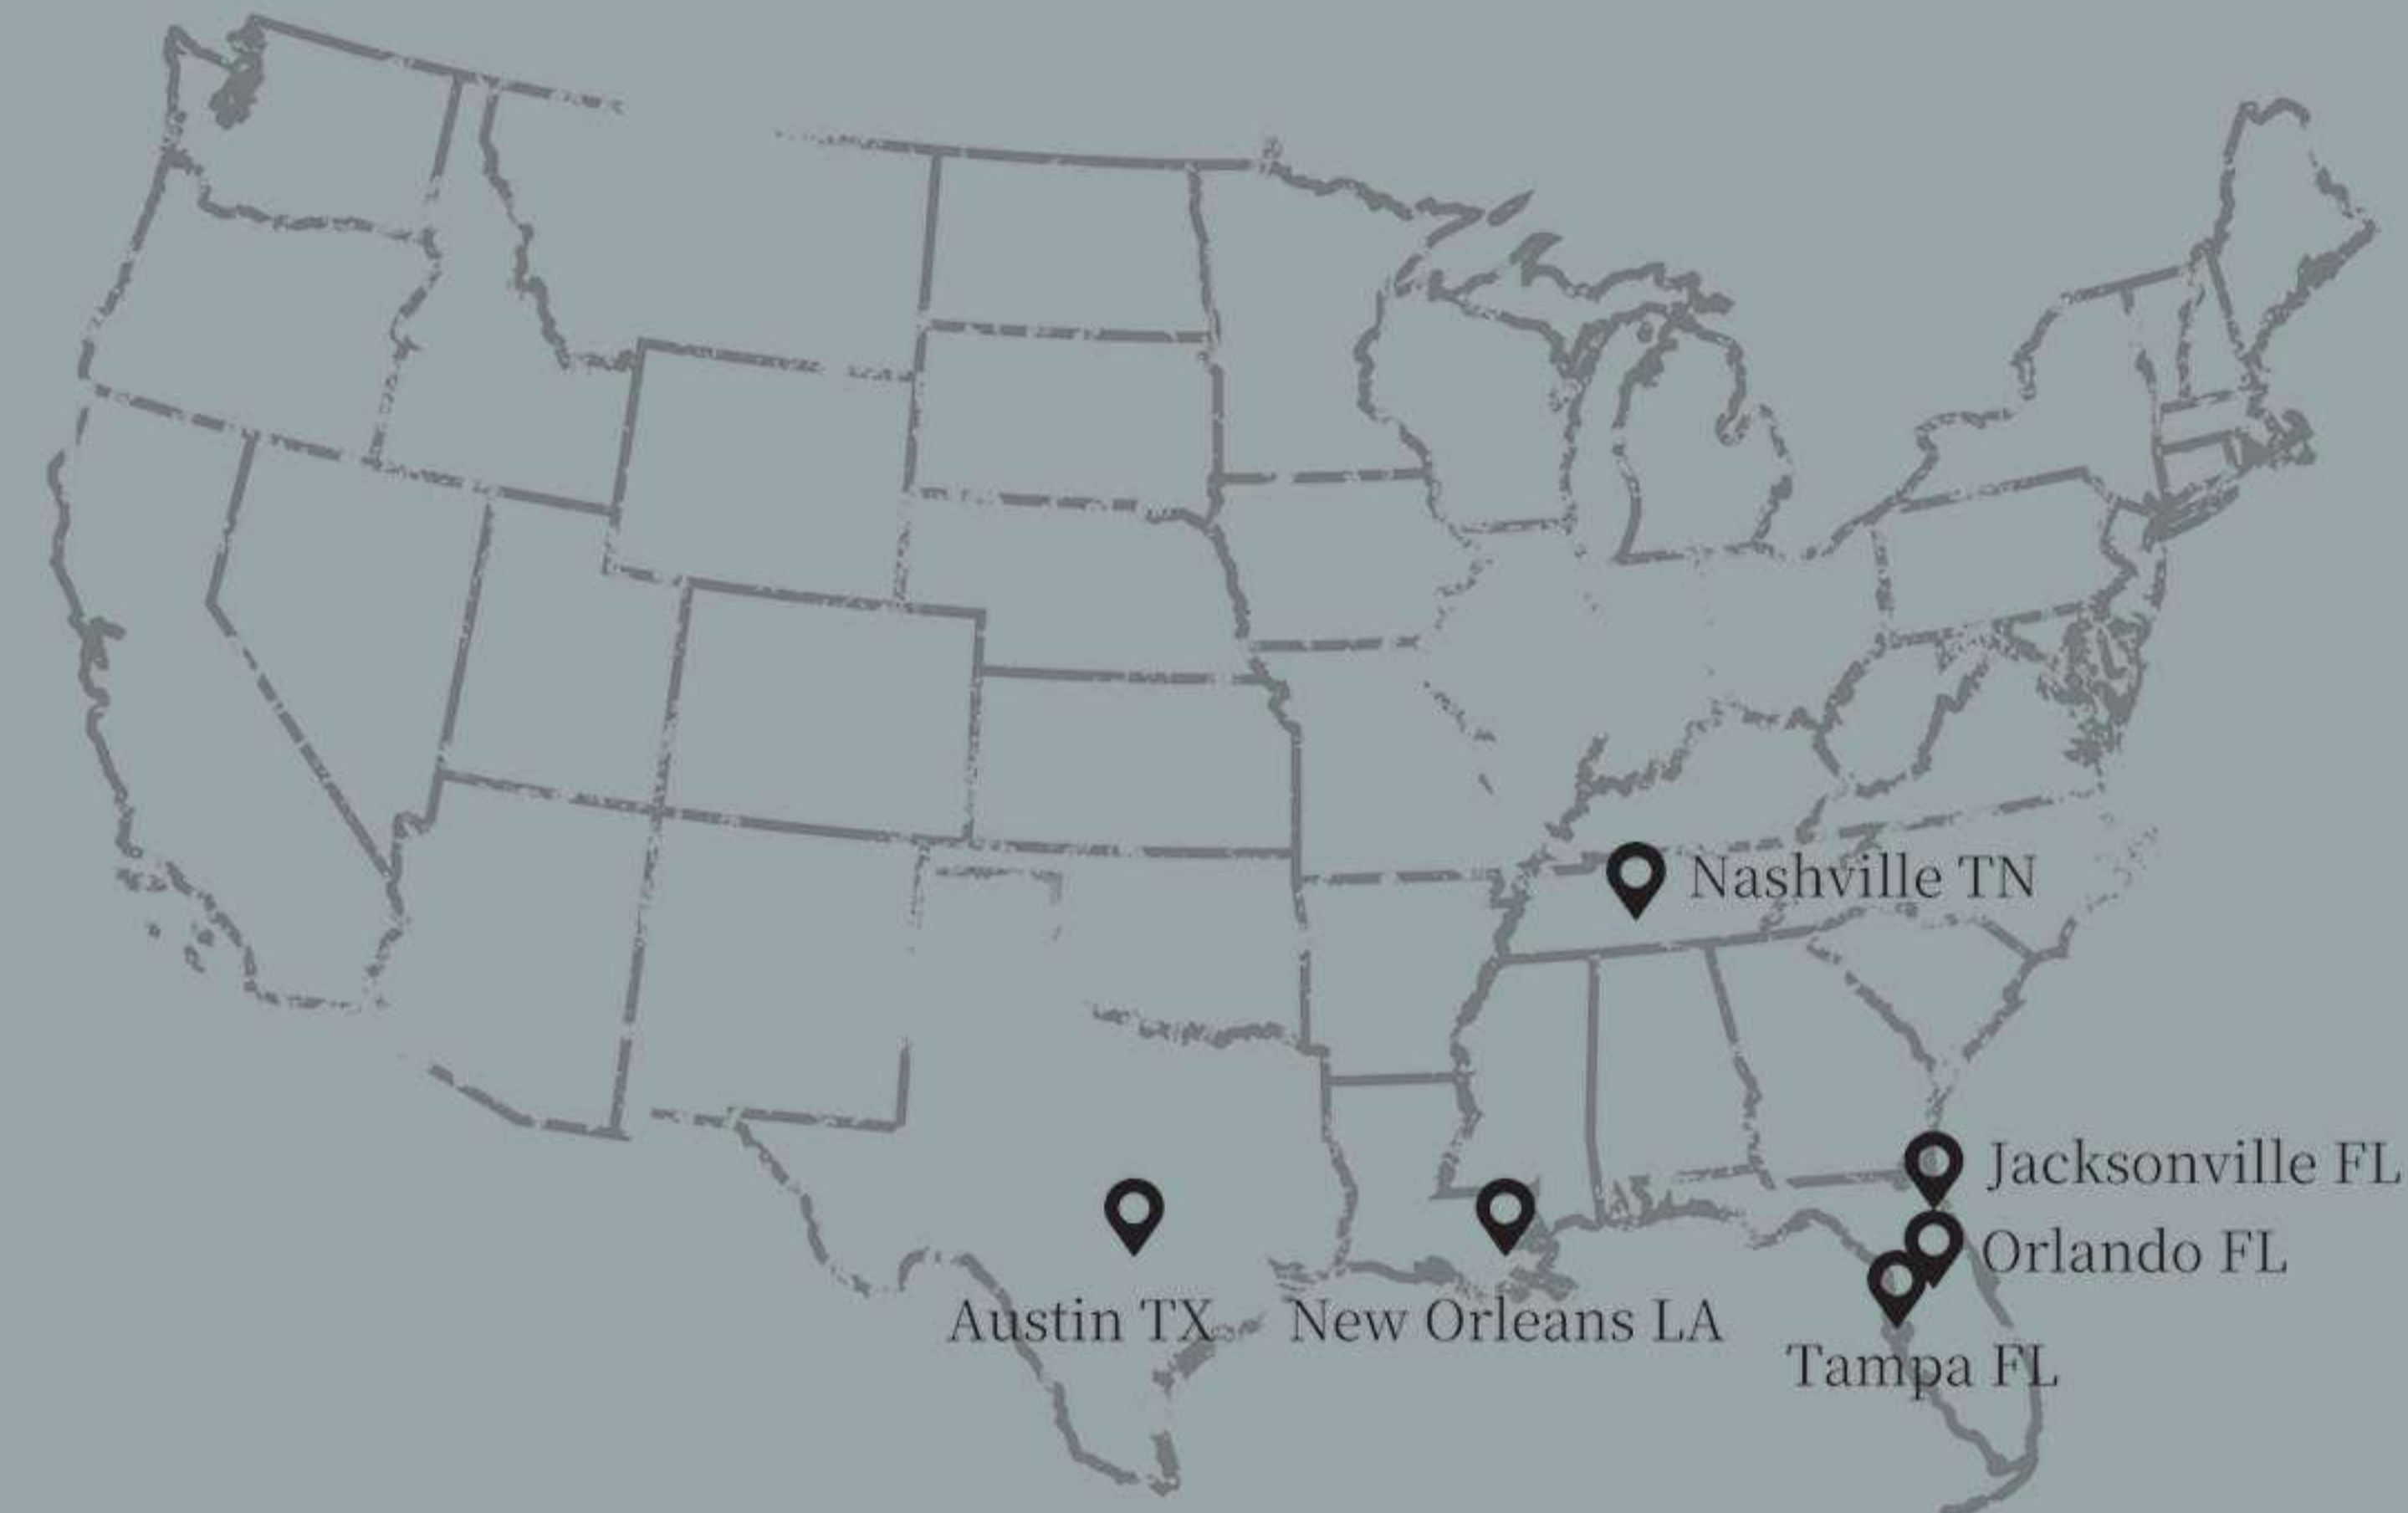 Nashville TN
Jacksonville FL
Orlando FL
Austin TX
New Orleans LA
Tampa FL